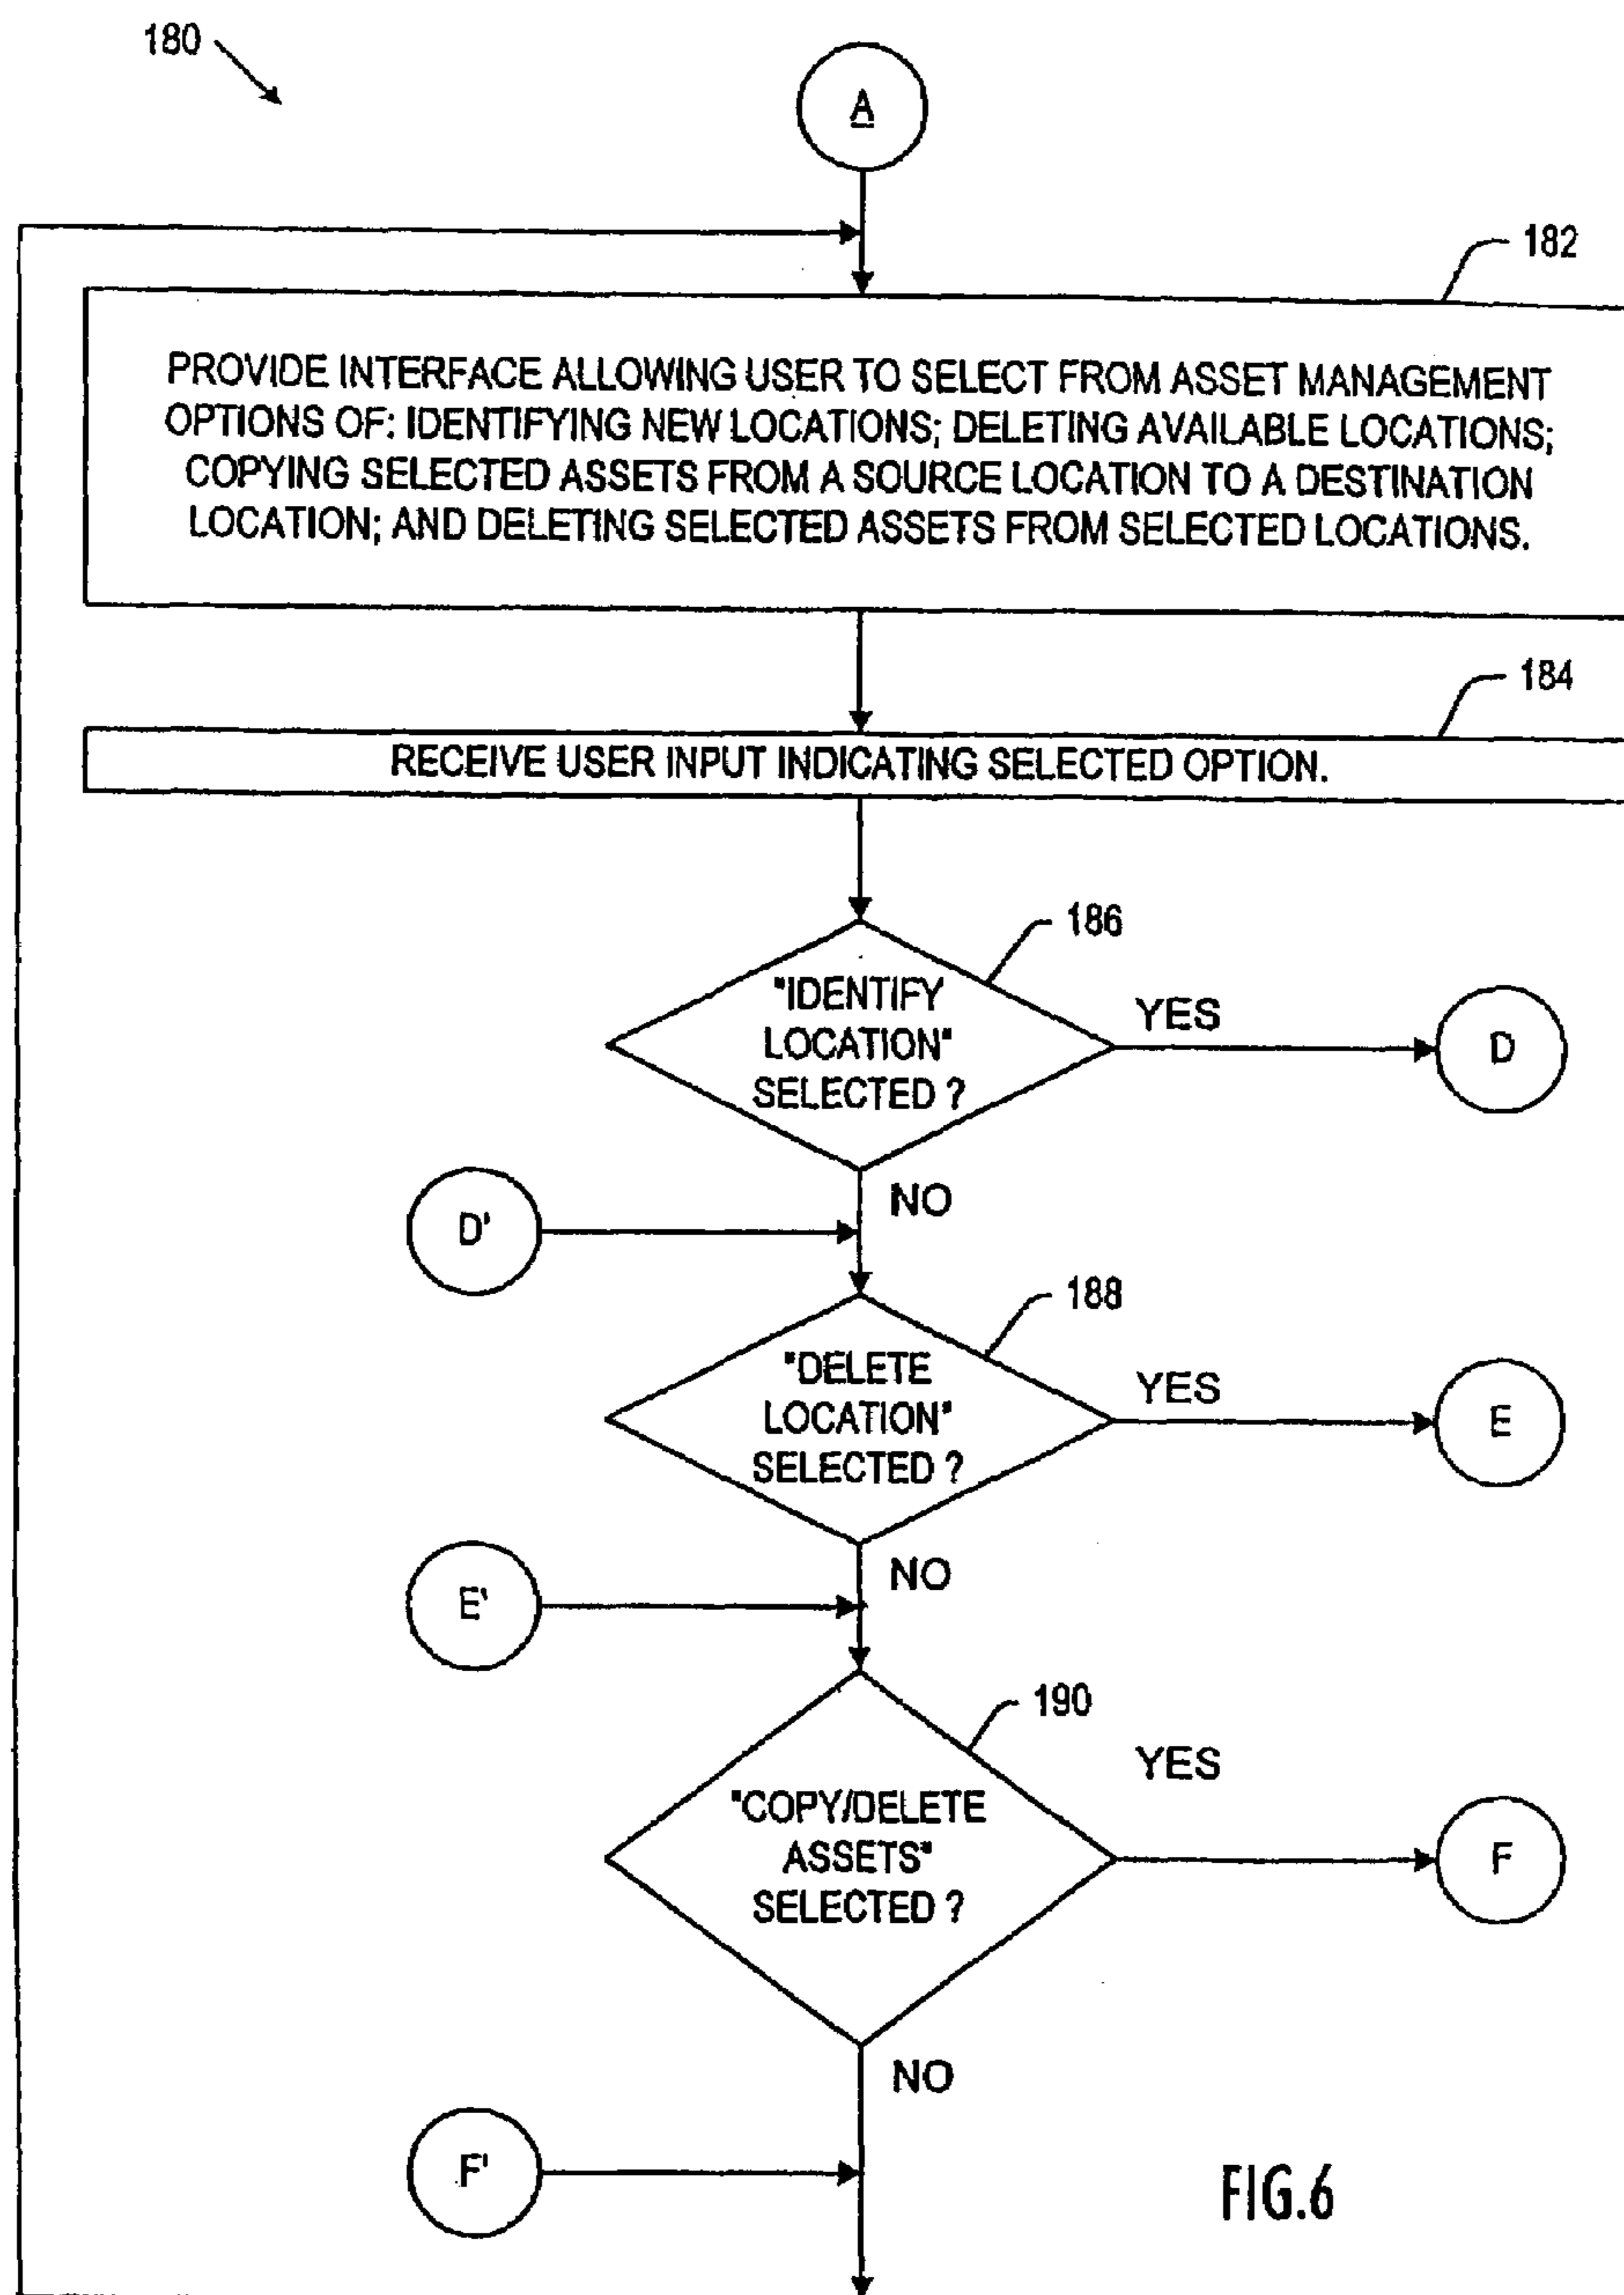 180
A
182
PROVIDE INTERFACE ALLOWING USER TO SELECT FROM ASSET MANAGEMENT
OPTIONS OF: IDENTIFYING NEW LOCATIONS; DELETING AVAILABLE LOCATIONS;
COPYING SELECTED ASSETS FROM A SOURCE LOCATION TO A DESTINATION
LOCATION; AND DELETING SELECTED ASSETS FROM SELECTED LOCATIONS.
184
RECEIVE USER INPUT INDICATING SELECTED OPTION.
186
"IDENTIFY
LOCATION"
SELECTED ?
YES
D
NO
D'
188
"DELETE
LOCATION"
SELECTED ?
YES
E
NO
E'
190
"COPY/DELETE
ASSETS"
SELECTED ?
YES
F
NO
F'
FIG.6